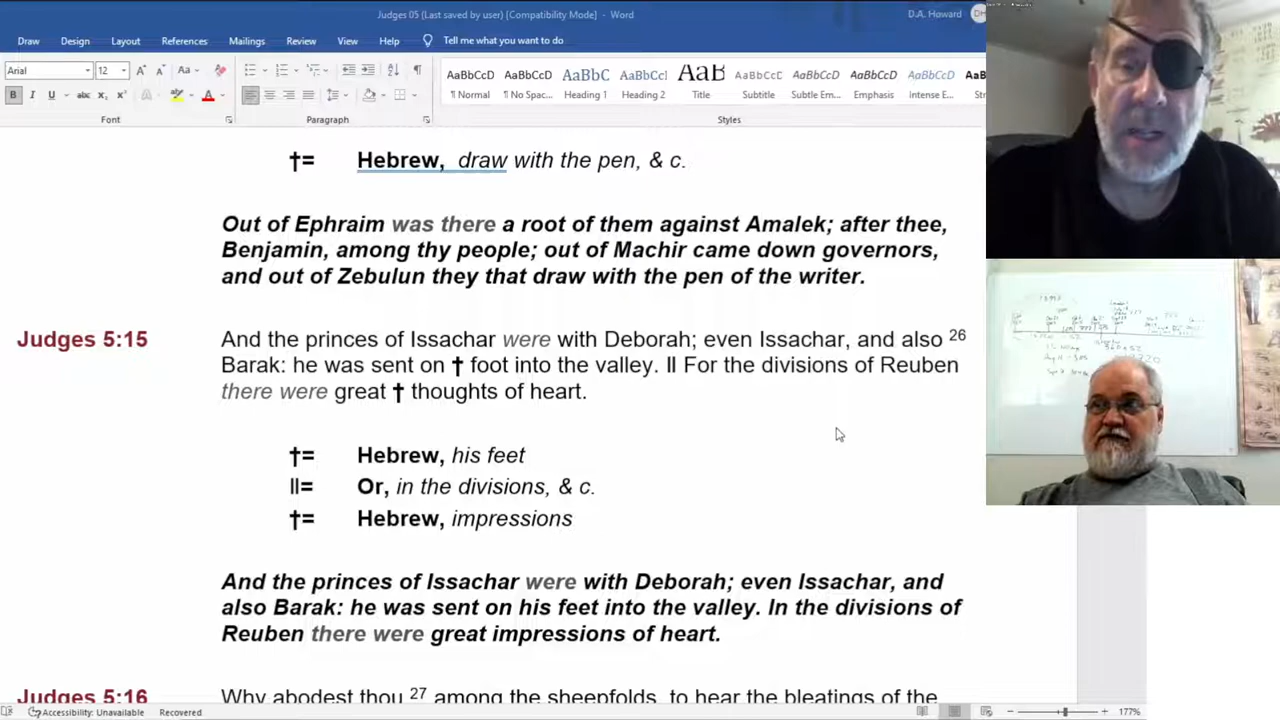 Judges 05 (Last saved by user) [Compatibility Mode] - Word
D.A. Howard
DH
Draw Design Layout References Mailings Review View Help Tell me what you want to do
Arial 12 Aa
B I U abc x₂ x² A
AaBbCcD AaBbCcD AaBbC AaBbCcI AaB AaBbCcD AaBbCcD AaBbCcD AaBbCcD
¶ Normal ¶ No Spac... Heading 1 Heading 2 Title Subtitle Subtle Em... Emphasis Intense E...
Font Paragraph Styles
†= Hebrew, draw with the pen, & c.
Out of Ephraim was there a root of them against Amalek; after thee,
Benjamin, among thy people; out of Machir came down governors,
and out of Zebulun they that draw with the pen of the writer.
Judges 5:15 And the princes of Issachar were with Deborah; even Issachar, and also 26
Barak: he was sent on † foot into the valley. ǁ For the divisions of Reuben
there were great † thoughts of heart.
†= Hebrew, his feet
ǁ= Or, in the divisions, & c.
†= Hebrew, impressions
And the princes of Issachar were with Deborah; even Issachar, and
also Barak: he was sent on his feet into the valley. In the divisions of
Reuben there were great impressions of heart.
Judges 5:16 Why abodest thou 27 among the sheepfolds, to hear the bleatings of the
Accessibility: Unavailable Recovered
177%